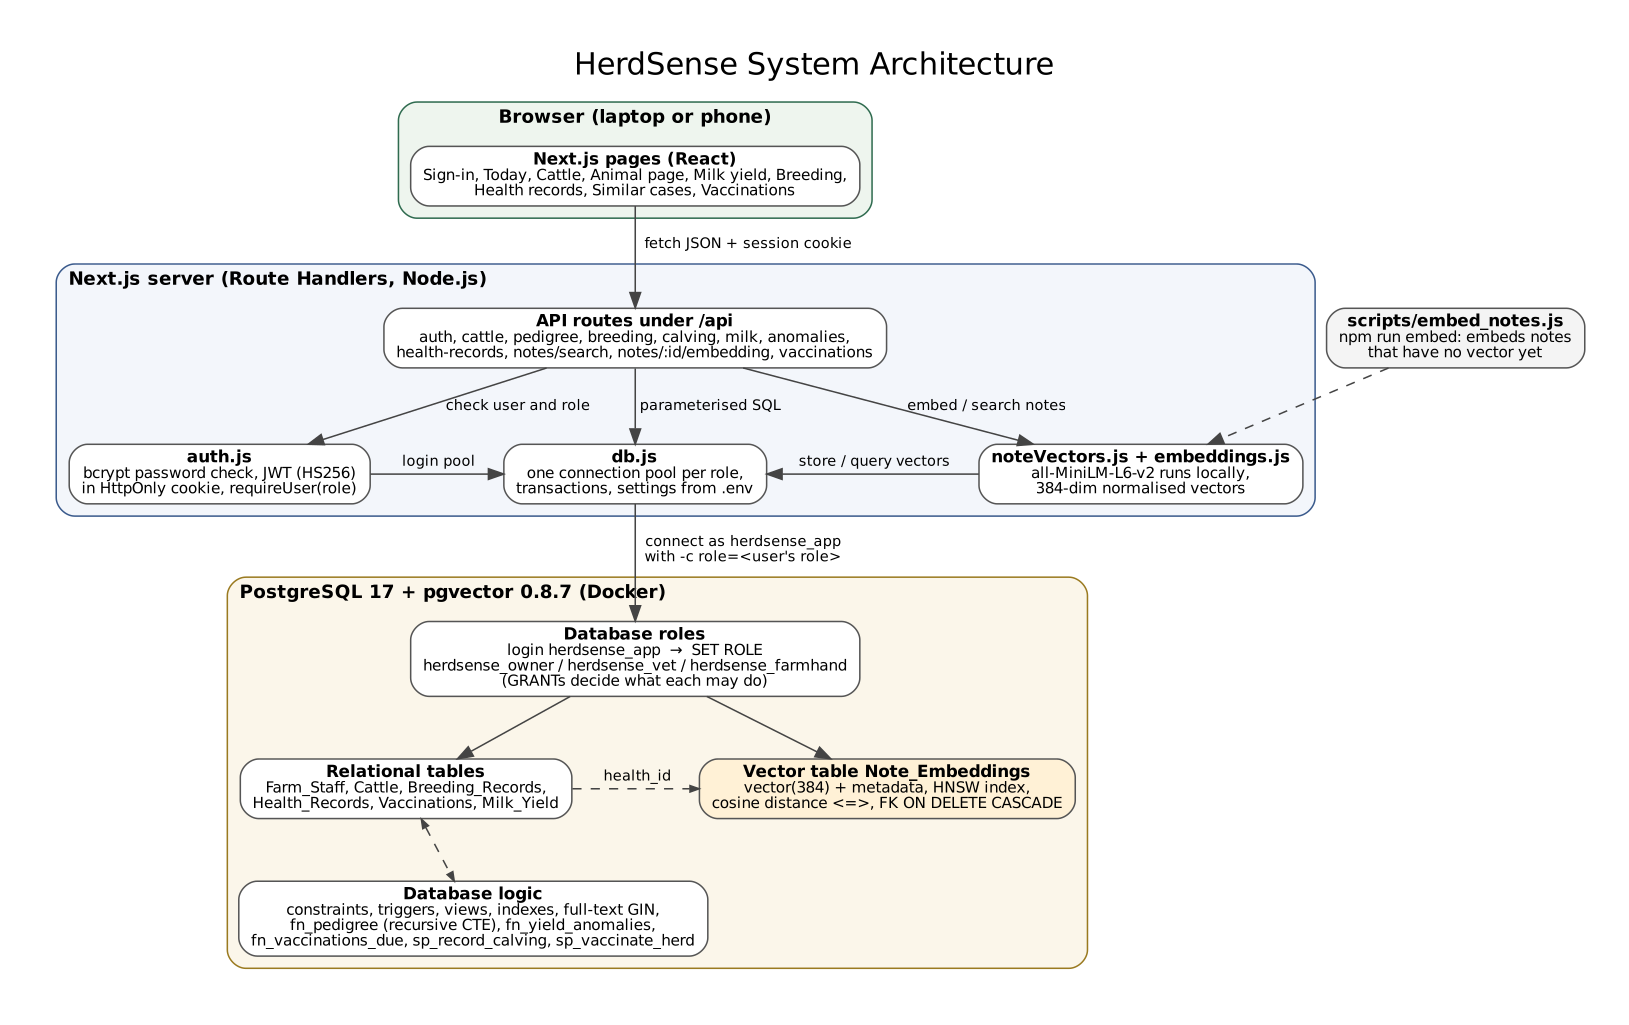 HerdSense System Architecture
Browser (laptop or phone)
Next.js pages (React)
Sign-in, Today, Cattle, Animal page, Milk yield, Breeding,
Health records, Similar cases, Vaccinations
fetch JSON + session cookie
Next.js server (Route Handlers, Node.js)
API routes under /api
auth, cattle, pedigree, breeding, calving, milk, anomalies,
health-records, notes/search, notes/:id/embedding, vaccinations
scripts/embed_notes.js
npm run embed: embeds notes
that have no vector yet
check user and role
parameterised SQL
embed / search notes
auth.js
bcrypt password check, JWT (HS256)
in HttpOnly cookie, requireUser(role)
login pool
db.js
one connection pool per role,
transactions, settings from .env
store / query vectors
noteVectors.js + embeddings.js
all-MiniLM-L6-v2 runs locally,
384-dim normalised vectors
connect as herdsense_app
with -c role=<user's role>
PostgreSQL 17 + pgvector 0.8.7 (Docker)
Database roles
login herdsense_app → SET ROLE
herdsense_owner / herdsense_vet / herdsense_farmhand
(GRANTs decide what each may do)
Relational tables
Farm_Staff, Cattle, Breeding_Records,
Health_Records, Vaccinations, Milk_Yield
health_id
Vector table Note_Embeddings
vector(384) + metadata, HNSW index,
cosine distance <=>, FK ON DELETE CASCADE
Database logic
constraints, triggers, views, indexes, full-text GIN,
fn_pedigree (recursive CTE), fn_yield_anomalies,
fn_vaccinations_due, sp_record_calving, sp_vaccinate_herd